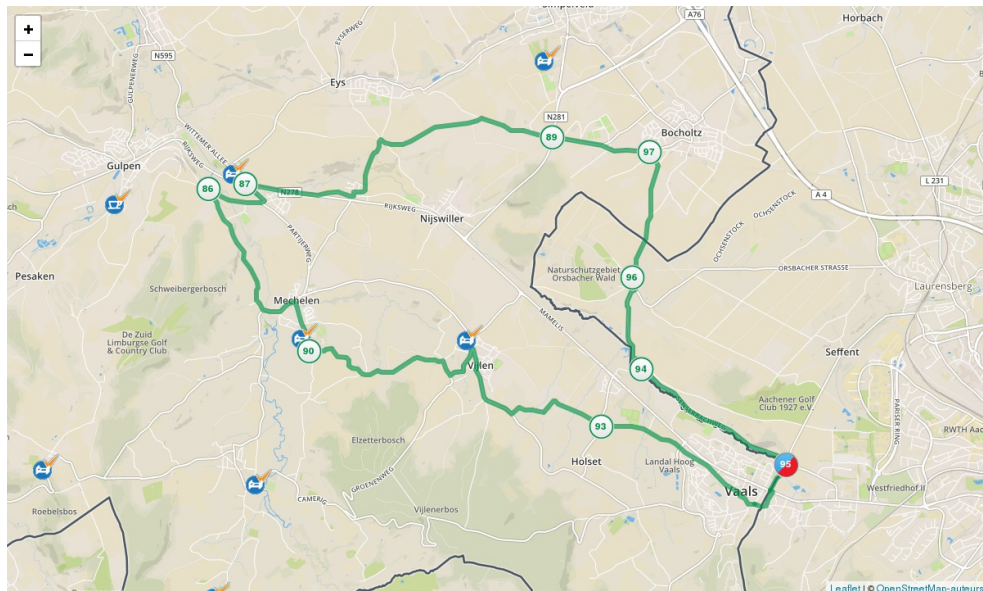 +
−
A76
Horbach
N595
EYSERWEG
GULPENERWEG
Eys
N281
89
Bocholtz
97
WITTEMER ALLEE
RIJKSWEG
Gulpen
86
87
N278
RIJKSWEG
Nijswiller
L 231
A 4
OCHSENSTOCK
OCHSENSTOCK
PARTIJERWEG
Pesaken
Naturschutzgebiet
Orsbacher Wald
96
ORSBACHER STRASSE
Laurensberg
Schweibergerbosch
Mechelen
MAMELIS
De Zuid
Limburgse Golf
& Country Club
90
Vijlen
94
Seffent
Aachener Golf
Club 1927 e.V.
PARISER RING
RWTH Aac
93
Elzetterbosch
Holset
Landal Hoog
Vaals
95
GROENENWEG
Vaals
Westfriedhof II
CAMERIG
Roebelsbos
Vijlenerbos
Leaflet | © OpenStreetMap-auteurs